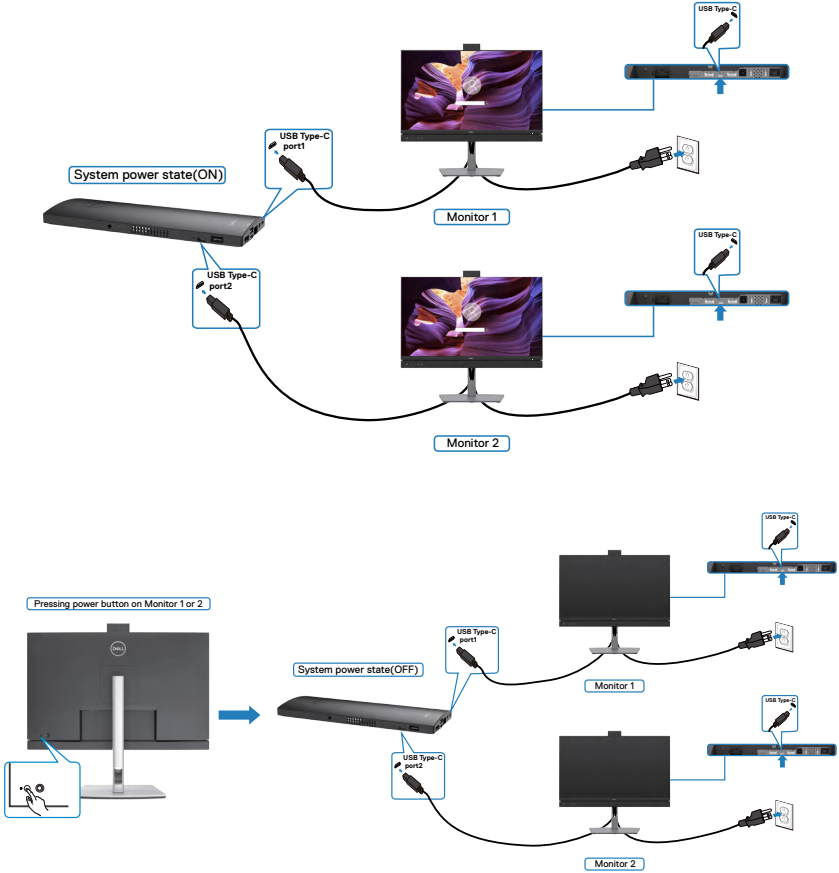 USB Type-C
USB Type-C
port1
System power state(ON)
Monitor 1
USB Type-C
USB Type-C
port2
Monitor 2
USB Type-C
Pressing power button on Monitor 1 or 2
DELL
USB Type-C
port1
System power state(OFF)
Monitor 1
USB Type-C
USB Type-C
port2
Monitor 2